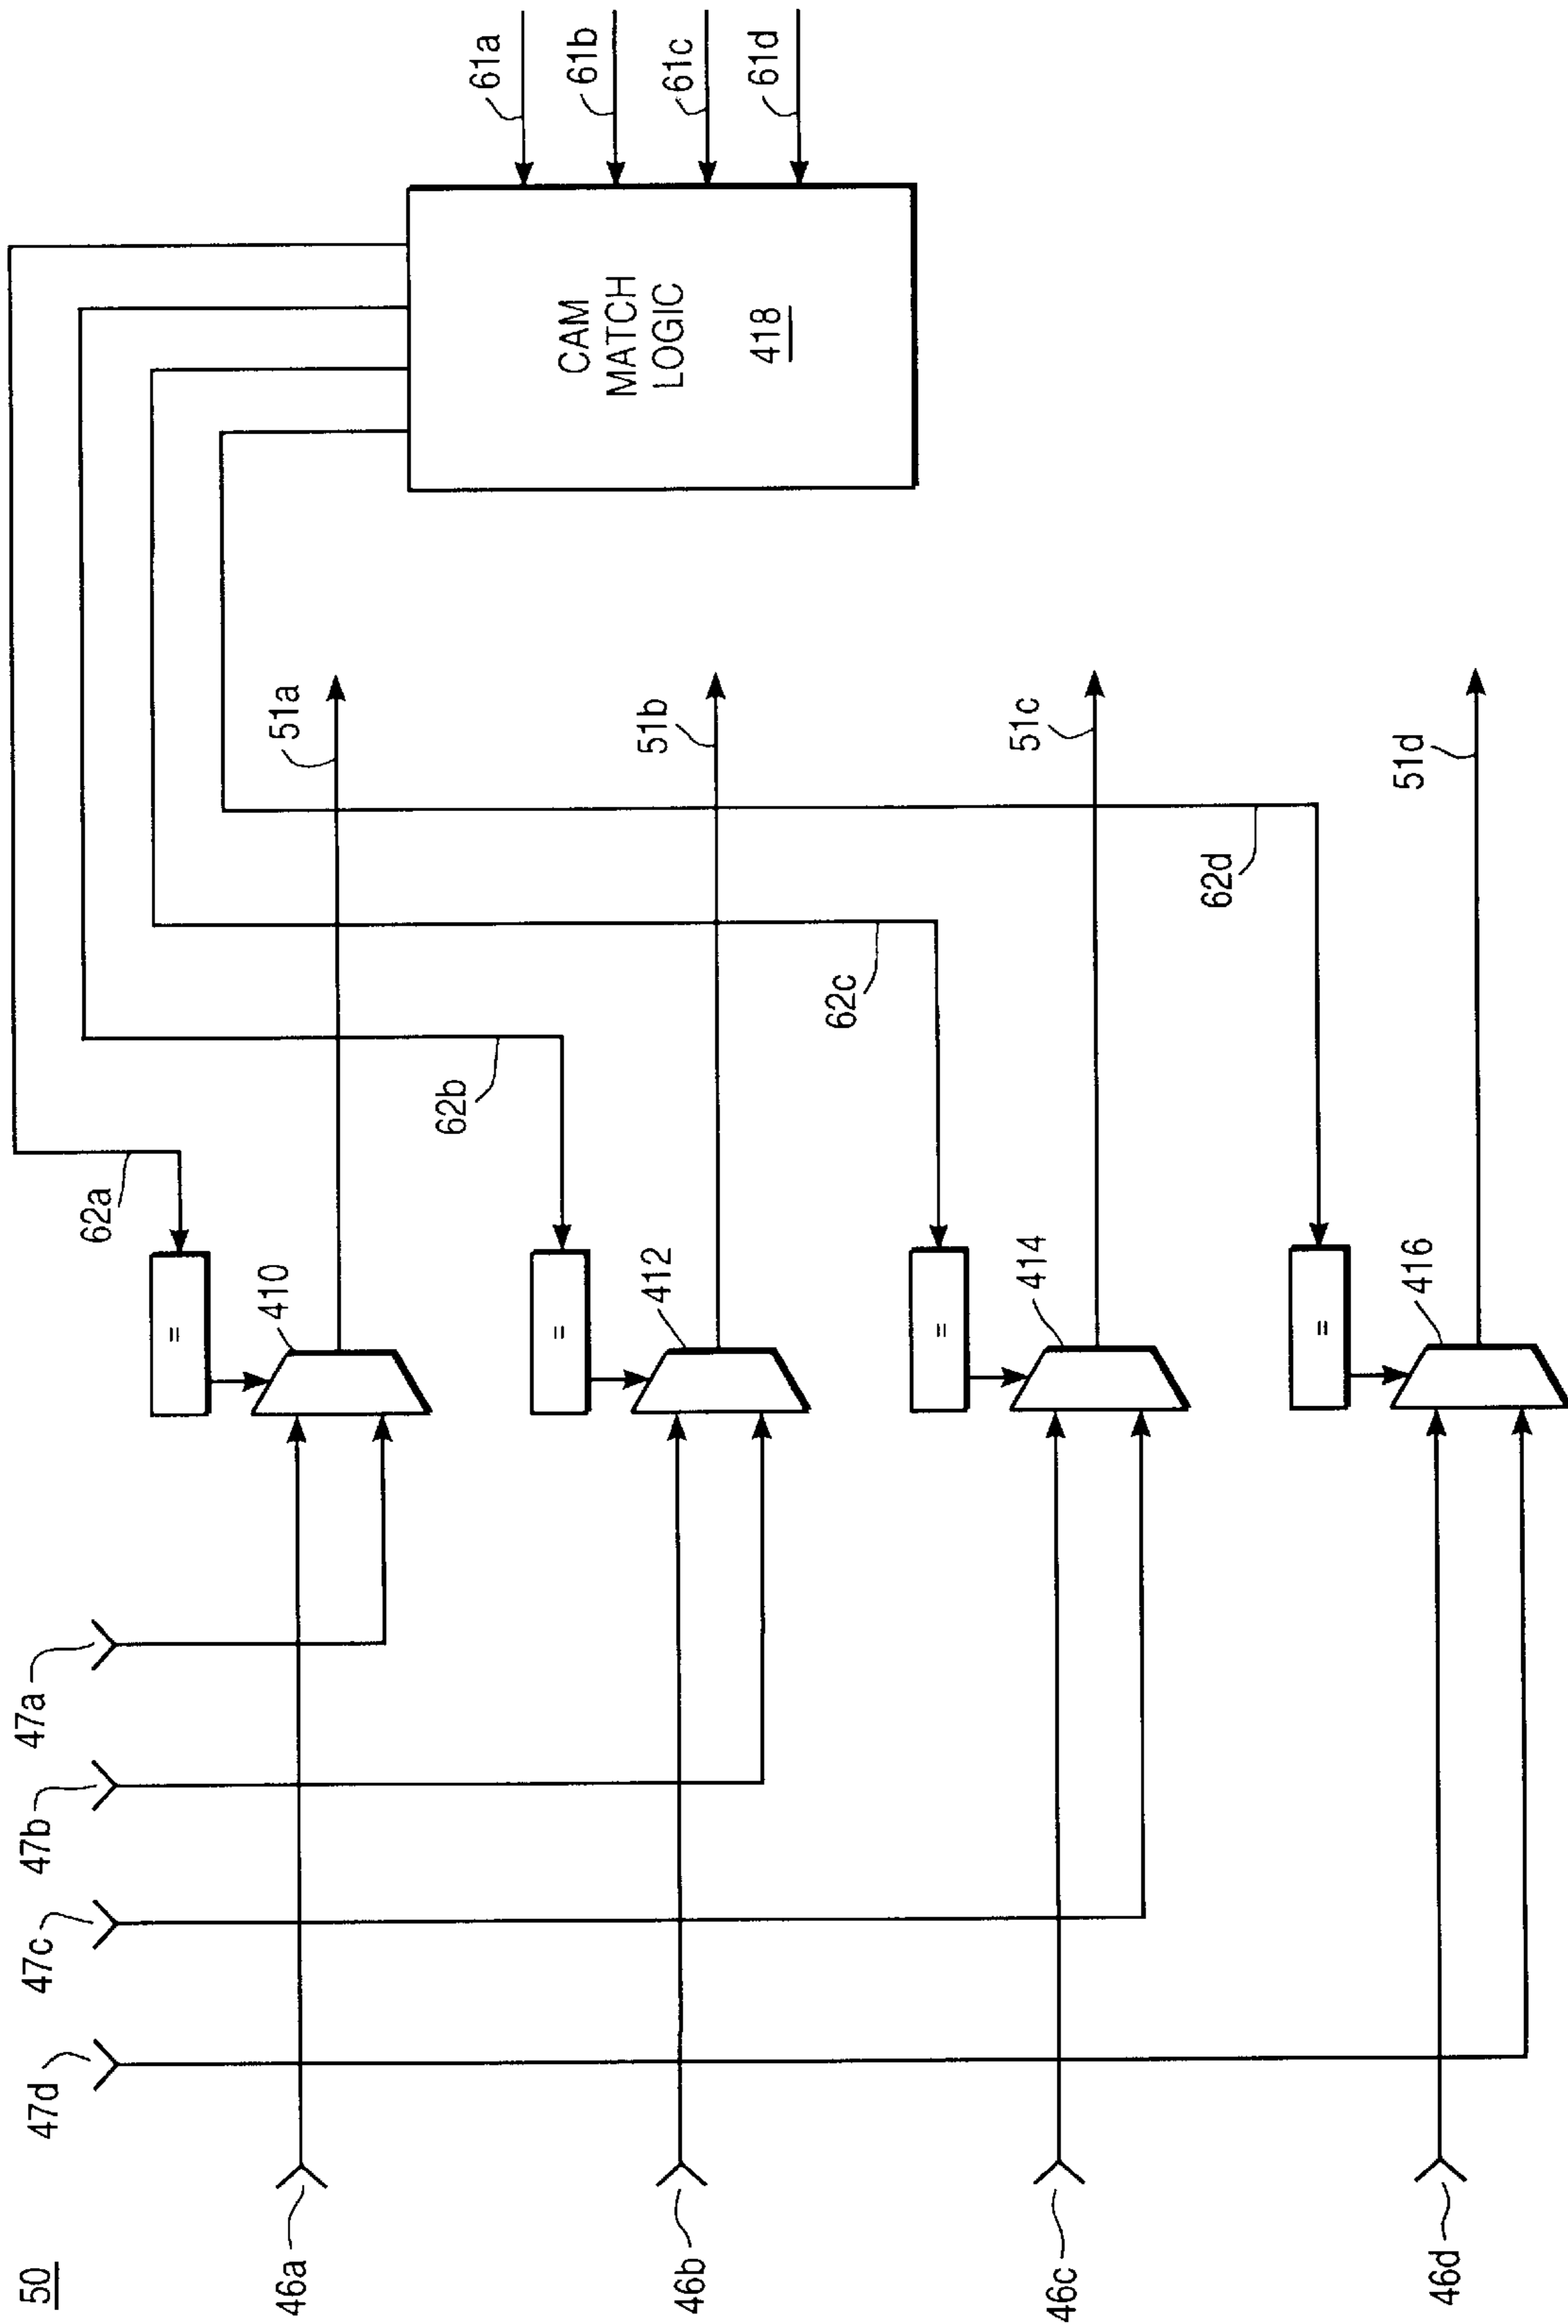 50
47d
47c
47b
47a
46a
46b
46c
46d
62a
62b
62c
62d
=
410
=
412
=
414
=
416
51a
51b
51c
51d
CAM
MATCH
LOGIC
418
61a
61b
61c
61d